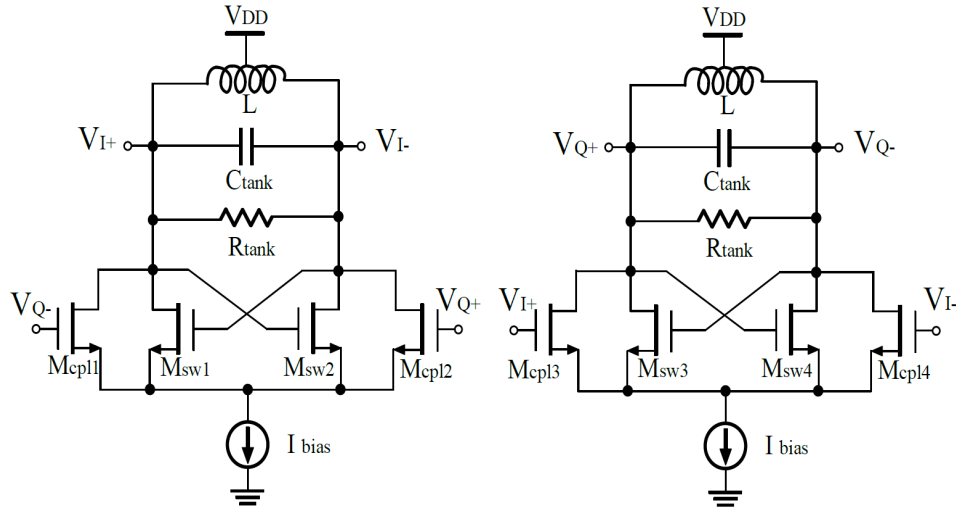 VDD
L
VI+
VI-
Ctank
Rtank
VQ-
VQ+
Mcpl1
Msw1
Msw2
Mcpl2
I bias
VDD
L
VQ+
VQ-
Ctank
Rtank
VI+
VI-
Mcpl3
Msw3
Msw4
Mcpl4
I bias